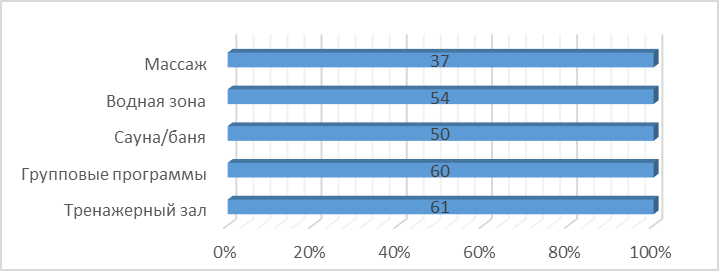 Массаж 37
Водная зона 54
Сауна/баня 50
Групповые программы 60
Тренажерный зал 61
0% 20% 40% 60% 80% 100%